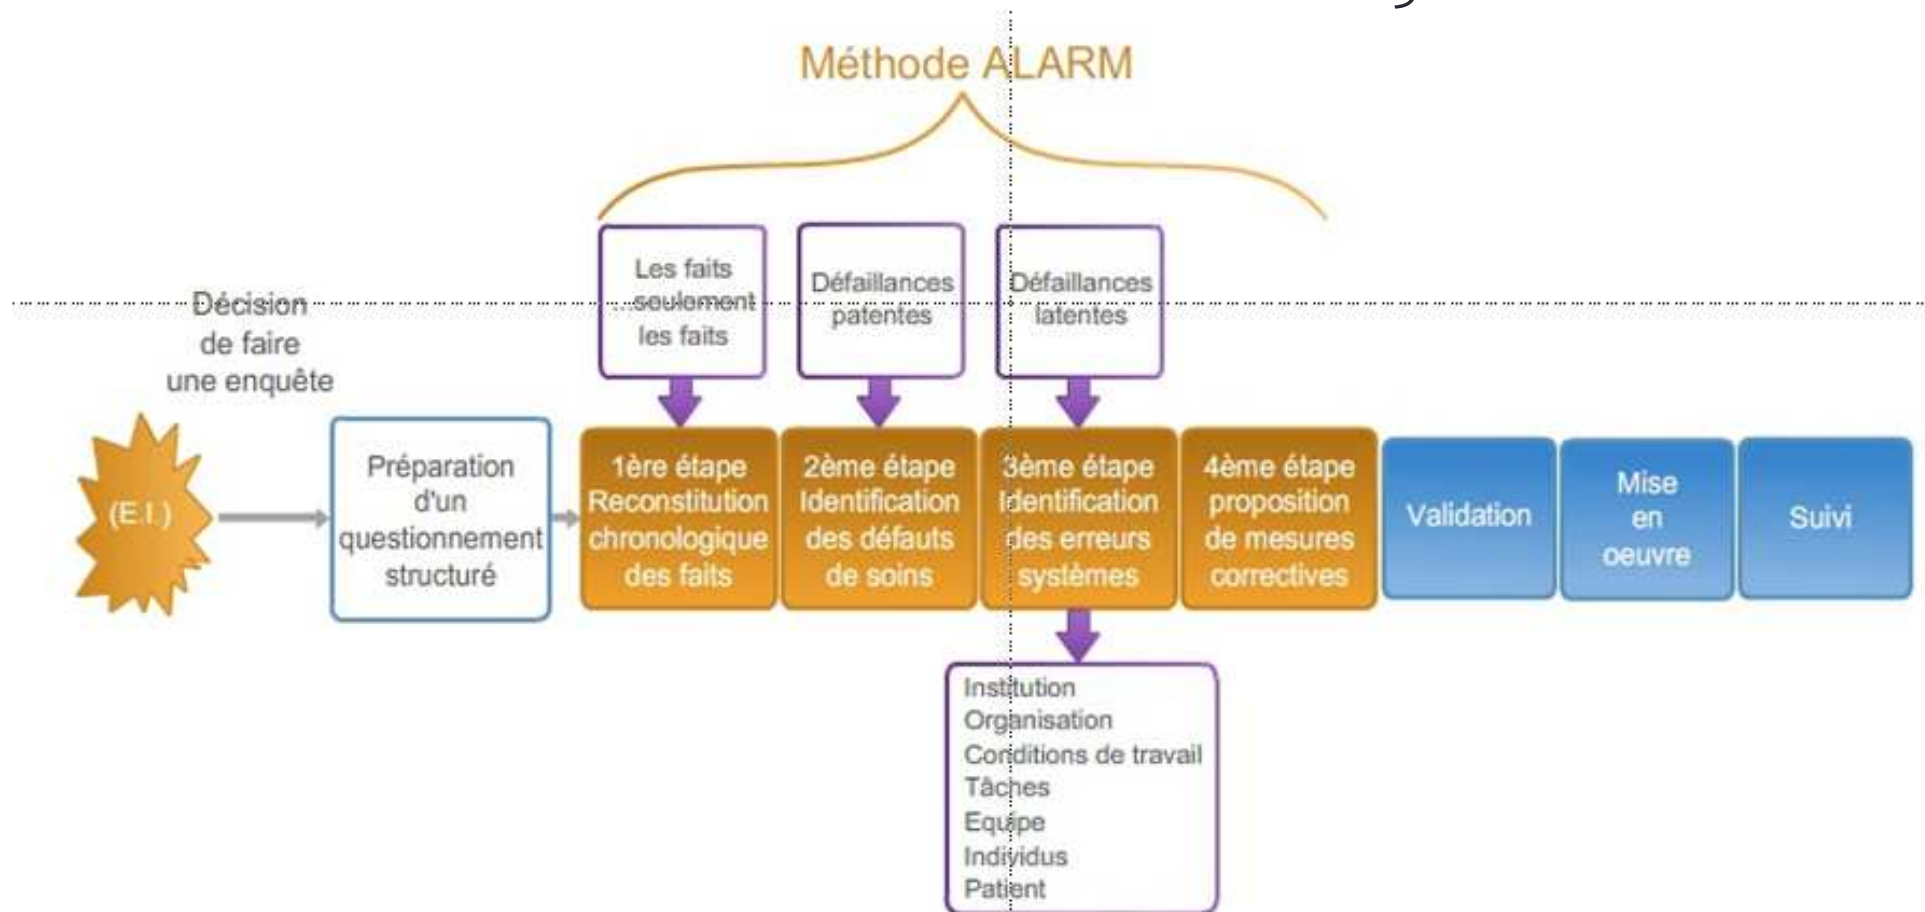 Méthode ALARM
Les faits
...seulement
les faits
Défaillances
patentes
Défaillances
latentes
Décision
de faire
une enquête
(E.I.)
Préparation
d'un
questionnement
structuré
1ère étape
Reconstitution
chronologique
des faits
2ème étape
Identification
des défauts
de soins
3ème étape
Identification
des erreurs
systèmes
4ème étape
proposition
de mesures
correctives
Validation
Mise
en
oeuvre
Suivi
Institution
Organisation
Conditions de travail
Tâches
Equipe
Individus
Patient